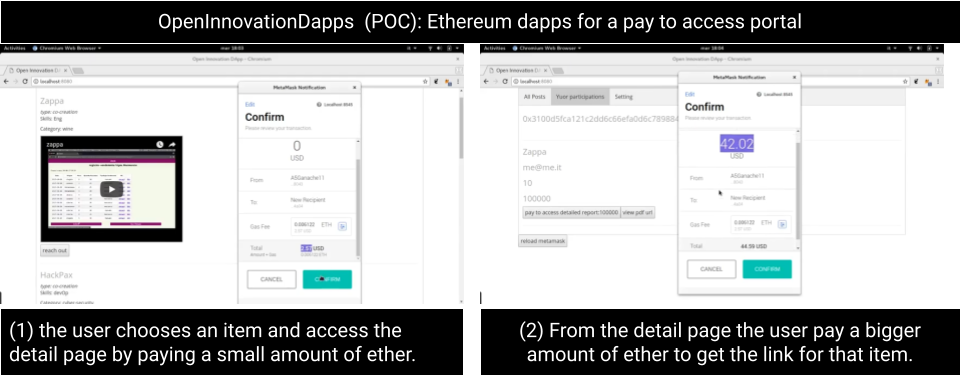 OpenInnovationDapps (POC): Ethereum dapps for a pay to access portal
Activities Chromium Web Browser
mer 18:03
Open Innovation DApp - Chromium
Open Innovation D
localhost:8080
Zappa
type: co-creation
Skills: Eng
Category: wine
zappa
reach out
HackPax
type: co-creation
Skills: devOp
Category: cyber security
MetaMask Notification
Edit
Localhost 8545
Confirm
Please review your transaction.
0
USD
From
To
New Recipient
Gas Fee
0.006122 ETH
Total
USD
Amount + Gas
CANCEL
CONFIRM
Activities Chromium Web Browser
Open Innovation DApp - Chromium
Open Innovation D
localhost:8080
All Posts
Your participations
Setting
Zappa
me@me.it
10
100000
pay to access detailed report:100000
view pdf url
reload metamask
MetaMask Notification
Edit
Localhost 8545
Confirm
Please review your transaction.
42.02
USD
From
To
New Recipient
Gas Fee
0.006122 ETH
Total
44.59 USD
CANCEL
CONFIRM
(1) the user chooses an item and access the
detail page by paying a small amount of ether.
(2) From the detail page the user pay a bigger
amount of ether to get the link for that item.